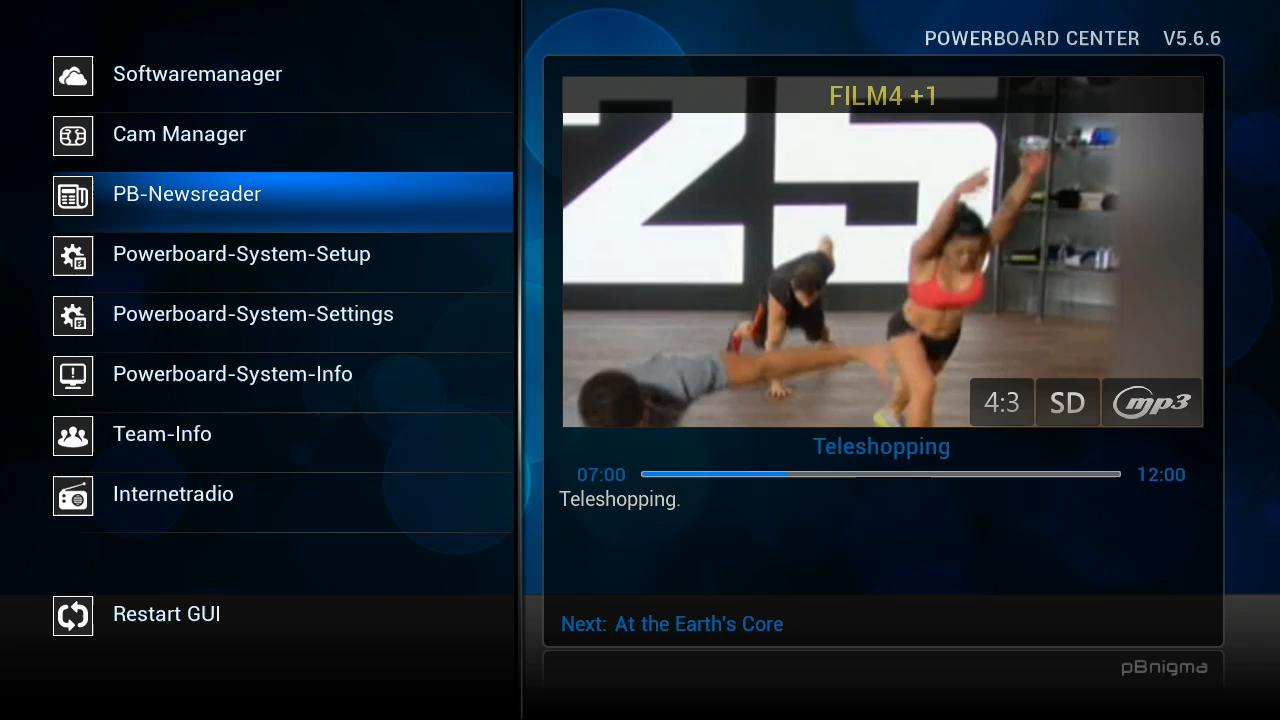 POWERBOARD CENTER V5.6.6
Softwaremanager
Cam Manager
PB-Newsreader
Powerboard-System-Setup
Powerboard-System-Settings
Powerboard-System-Info
Team-Info
Internetradio
Restart GUI
FILM4 +1
25
4:3 SD mp3
Teleshopping
07:00 12:00
Teleshopping.
Next: At the Earth's Core
pBnigma